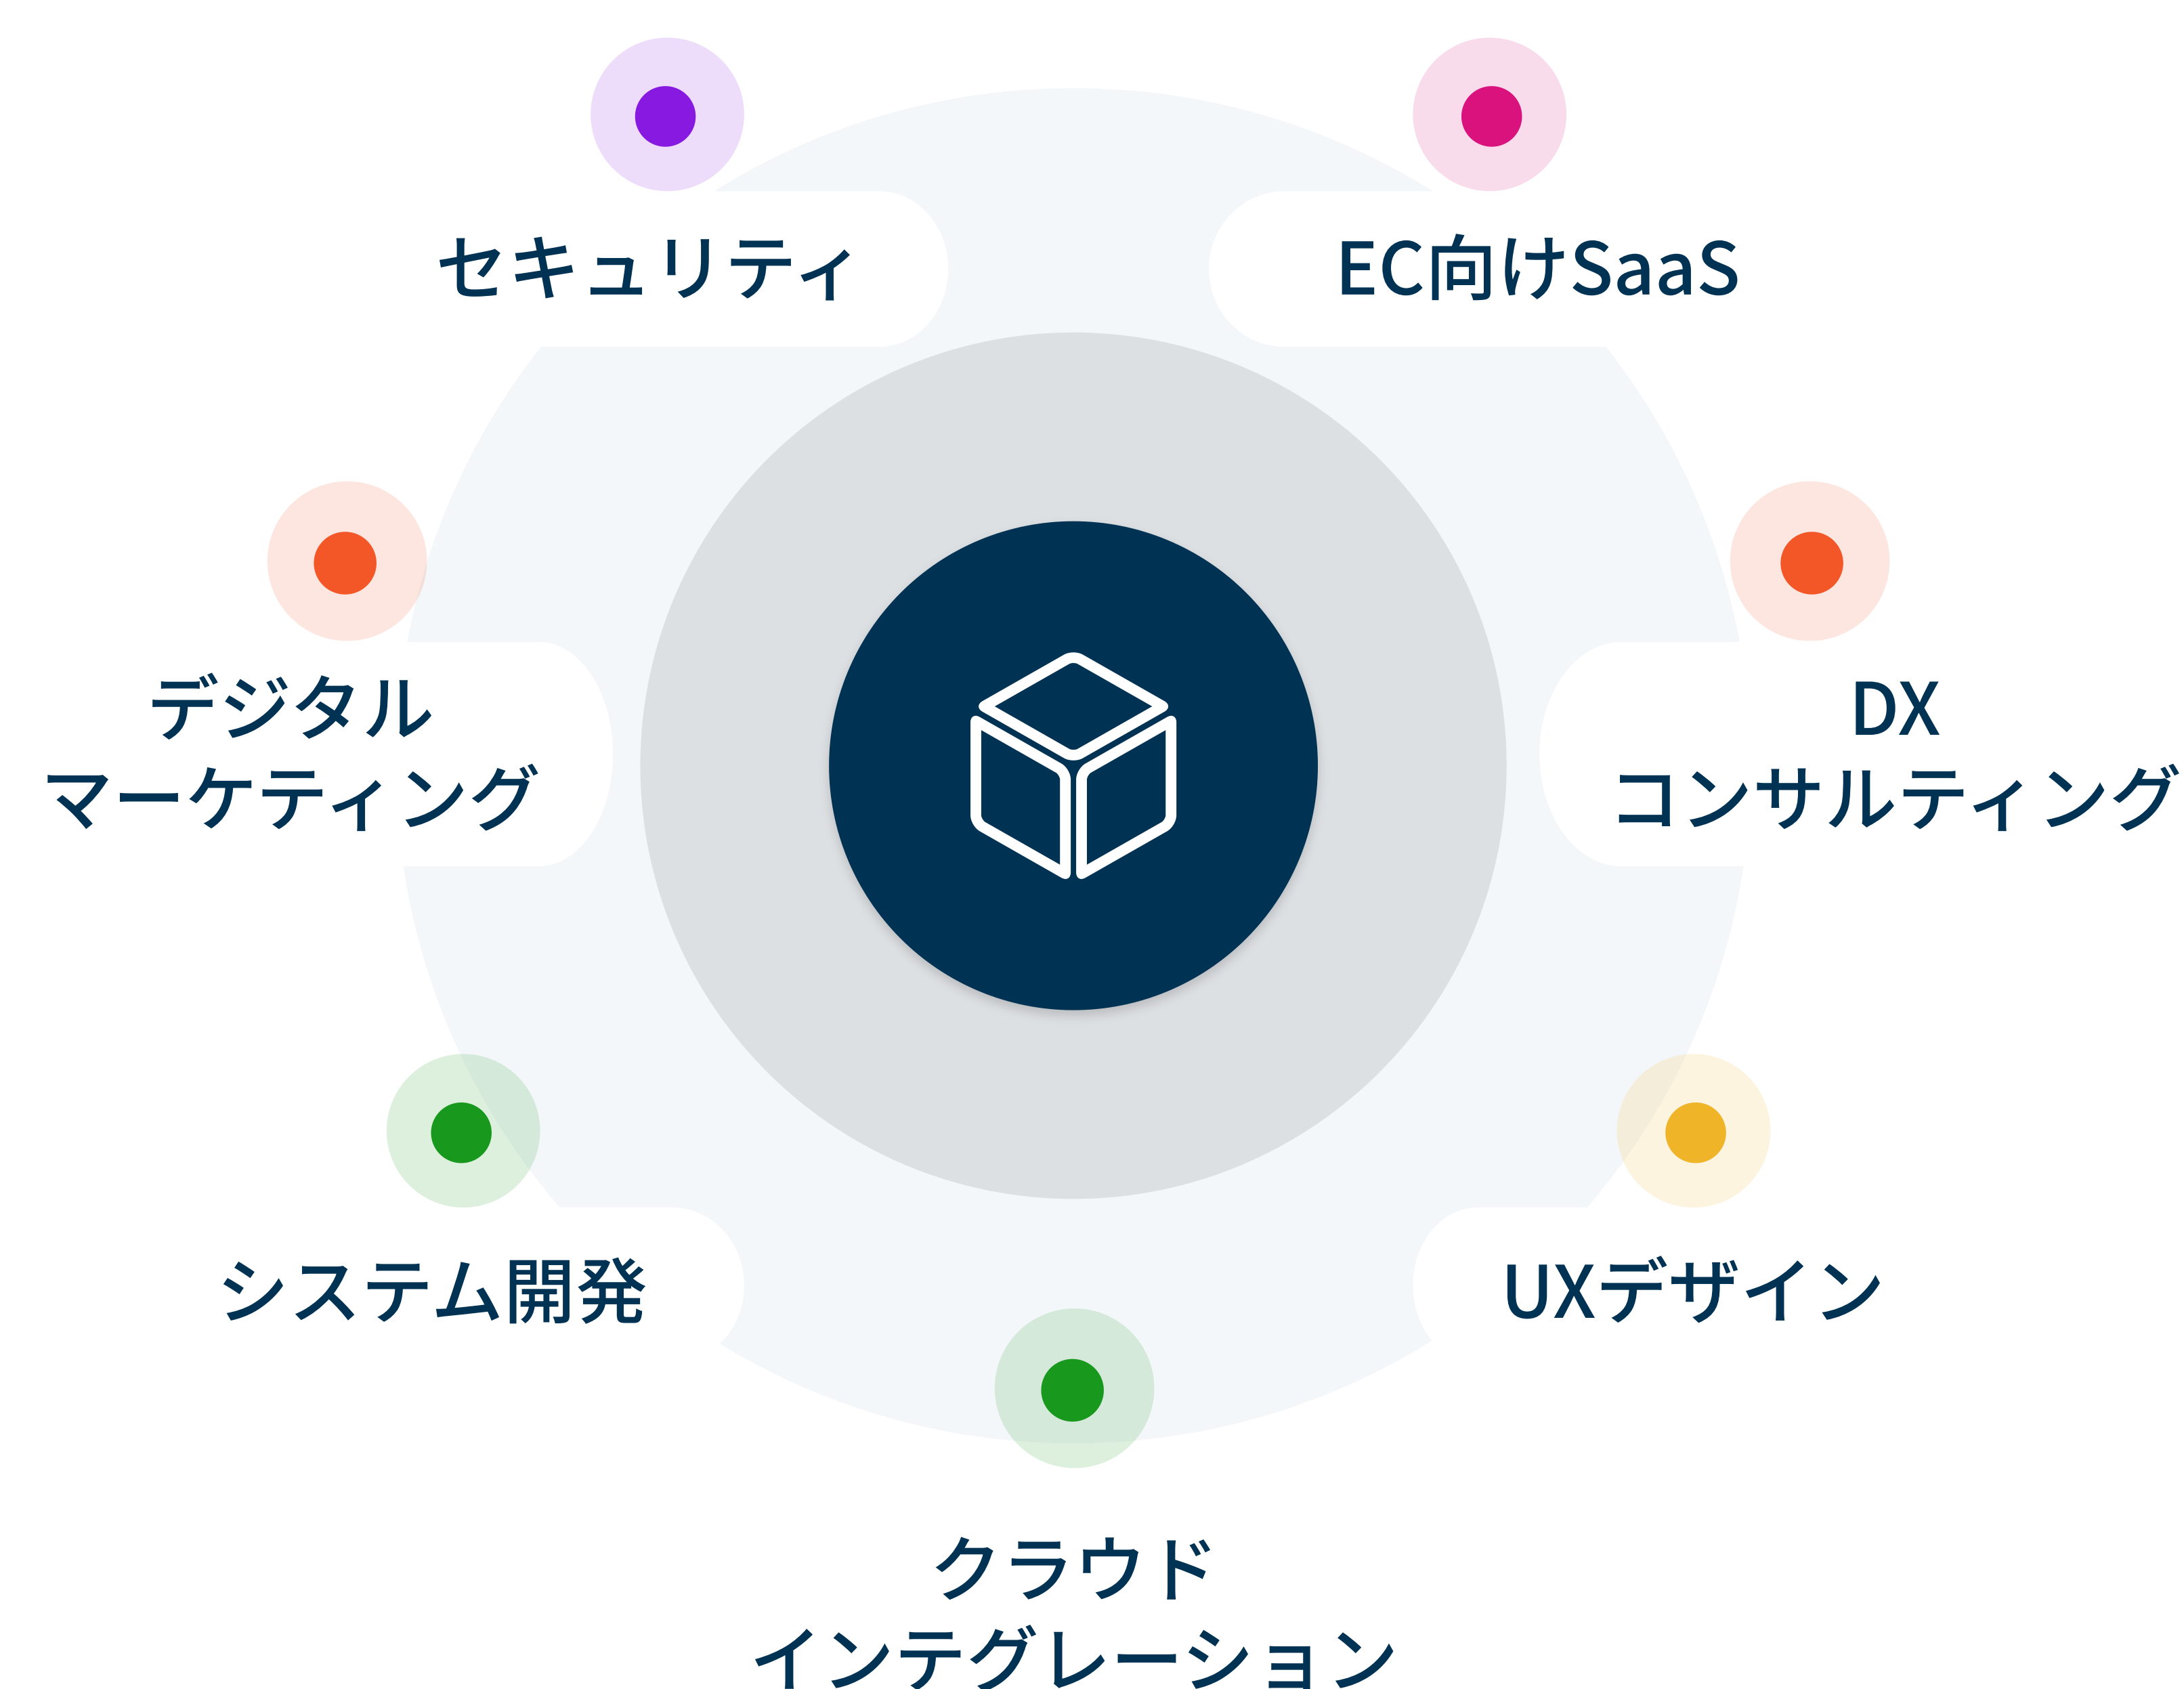 セキュリティ
EC向けSaaS
デジタル
マーケティング
DX
コンサルティング
システム開発
UXデザイン
クラウド
インテグレーション